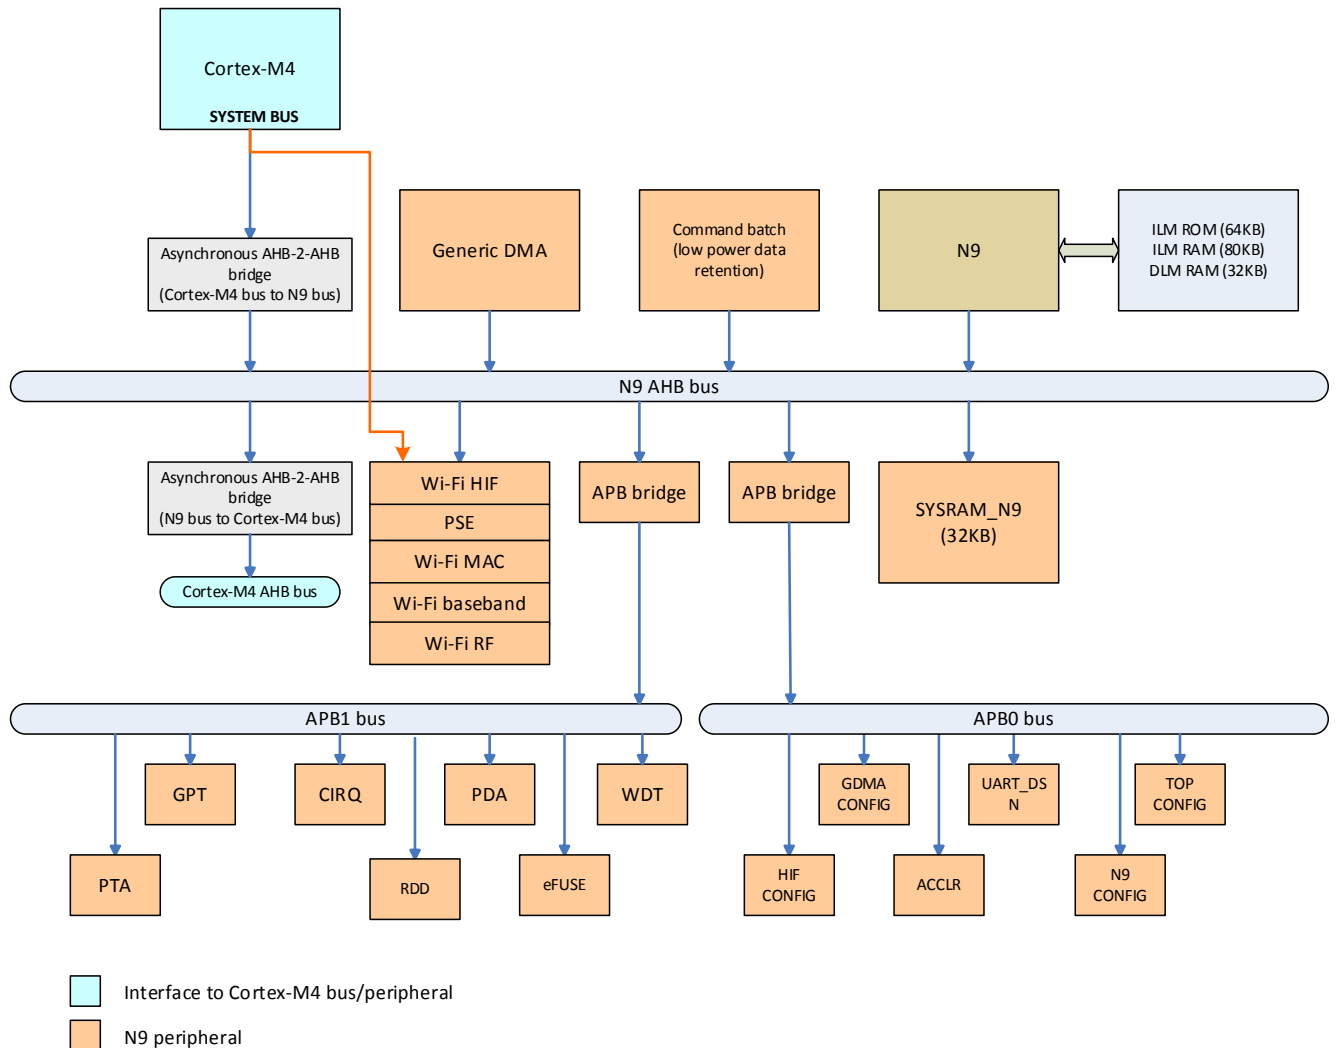 Cortex-M4
SYSTEM BUS
Asynchronous AHB-2-AHB
bridge
(Cortex-M4 bus to N9 bus)
Generic DMA
Command batch
(low power data
retention)
N9
ILM ROM (64KB)
ILM RAM (80KB)
DLM RAM (32KB)
N9 AHB bus
Asynchronous AHB-2-AHB
bridge
(N9 bus to Cortex-M4 bus)
Cortex-M4 AHB bus
Wi-Fi HIF
PSE
Wi-Fi MAC
Wi-Fi baseband
Wi-Fi RF
APB bridge
APB bridge
SYSRAM_N9
(32KB)
APB1 bus
APB0 bus
GPT
CIRQ
PDA
WDT
GDMA
CONFIG
UART_DS
N
TOP
CONFIG
PTA
RDD
eFUSE
HIF
CONFIG
ACCLR
N9
CONFIG
Interface to Cortex-M4 bus/peripheral
N9 peripheral